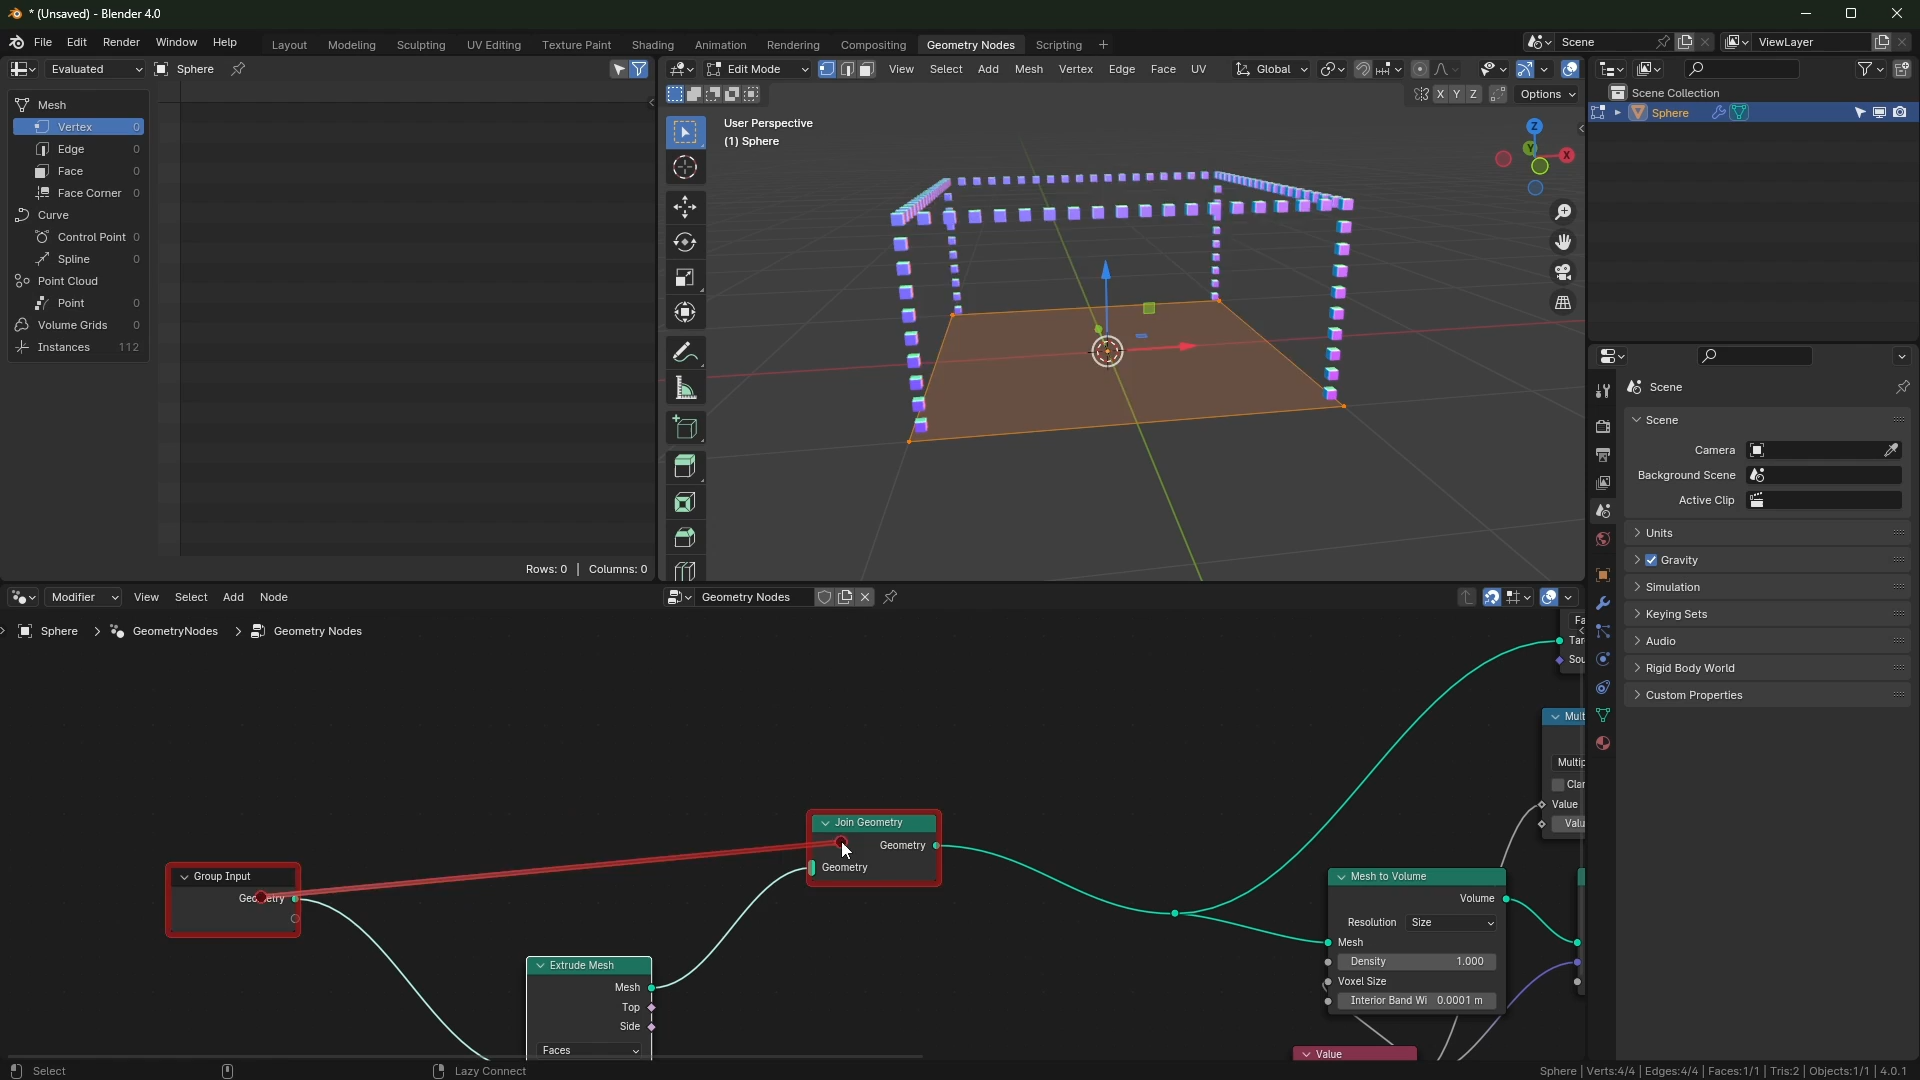 * (Unsaved) - Blender 4.0
File Edit Render Window Help
Layout Modeling Sculpting UV Editing Texture Paint Shading Animation Rendering Compositing Geometry Nodes Scripting +
Scene
ViewLayer
Evaluated
Sphere
Mesh
Vertex 0
Edge 0
Face 0
Face Corner 0
Curve
Control Point 0
Spline 0
Point Cloud
Point 0
Volume Grids 0
Instances 112
Rows: 0 | Columns: 0
Edit Mode
View Select Add Mesh Vertex Edge Face UV
Global
X Y Z
Options
User Perspective
(1) Sphere
Z
Y
X
Scene Collection
Sphere
Scene
Scene
Camera
Background Scene
Active Clip
Units
Gravity
Simulation
Keying Sets
Audio
Rigid Body World
Custom Properties
Modifier View Select Add Node
Geometry Nodes
Sphere > GeometryNodes > Geometry Nodes
Group Input
Geometry
Join Geometry
Geometry
Geometry
Extrude Mesh
Mesh
Top
Side
Faces
Mesh to Volume
Volume
Resolution Size
Mesh
Density 1.000
Voxel Size
Interior Band Wi 0.0001 m
Value
Fa
Tar
Sou
Mult
Multip
Clar
Value
Valu
Select
Lazy Connect
Sphere | Verts:4/4 | Edges:4/4 | Faces:1/1 | Tris:2 | Objects:1/1 | 4.0.1